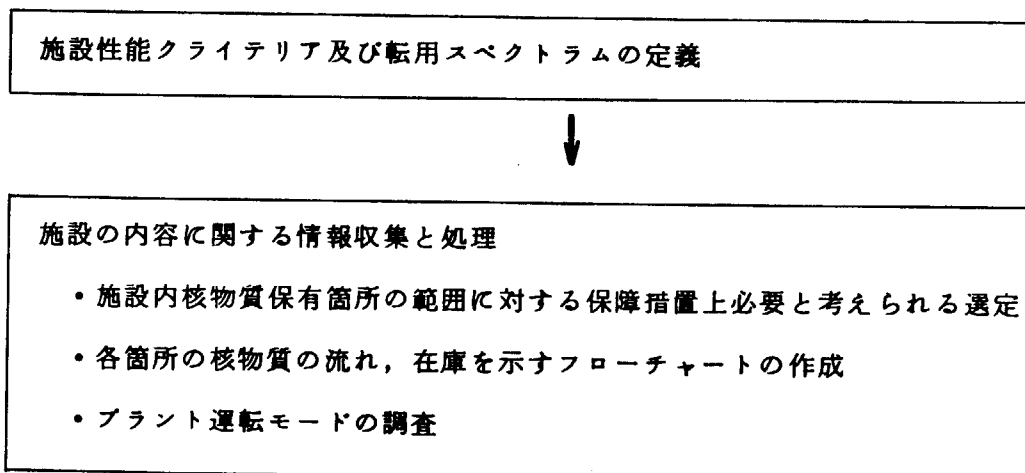 施設性能クライテリア及び転用スペクトラムの定義
施設の内容に関する情報収集と処理
• 施設内核物質保有箇所の範囲に対する保障措置上必要と考えられる選定
• 各箇所の核物質の流れ,在庫を示すフローチャートの作成
• プラント運転モードの調査